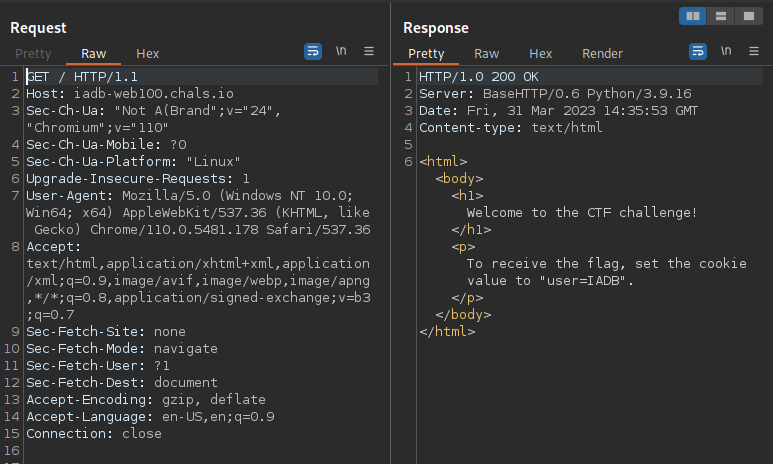 Request
Pretty Raw Hex \n
1 GET / HTTP/1.1
2 Host: iadb-web100.chals.io
3 Sec-Ch-Ua: "Not A(Brand";v="24",
"Chromium";v="110"
4 Sec-Ch-Ua-Mobile: ?0
5 Sec-Ch-Ua-Platform: "Linux"
6 Upgrade-Insecure-Requests: 1
7 User-Agent: Mozilla/5.0 (Windows NT 10.0;
Win64; x64) AppleWebKit/537.36 (KHTML, like
Gecko) Chrome/110.0.5481.178 Safari/537.36
8 Accept:
text/html,application/xhtml+xml,application
/xml;q=0.9,image/avif,image/webp,image/apng
,*/*;q=0.8,application/signed-exchange;v=b3
;q=0.7
9 Sec-Fetch-Site: none
10 Sec-Fetch-Mode: navigate
11 Sec-Fetch-User: ?1
12 Sec-Fetch-Dest: document
13 Accept-Encoding: gzip, deflate
14 Accept-Language: en-US,en;q=0.9
15 Connection: close
16
Response
Pretty Raw Hex Render \n
1 HTTP/1.0 200 OK
2 Server: BaseHTTP/0.6 Python/3.9.16
3 Date: Fri, 31 Mar 2023 14:35:53 GMT
4 Content-type: text/html
5
6 <html>
<body>
<h1>
Welcome to the CTF challenge!
</h1>
<p>
To receive the flag, set the cookie
value to "user=IADB".
</p>
</body>
</html>